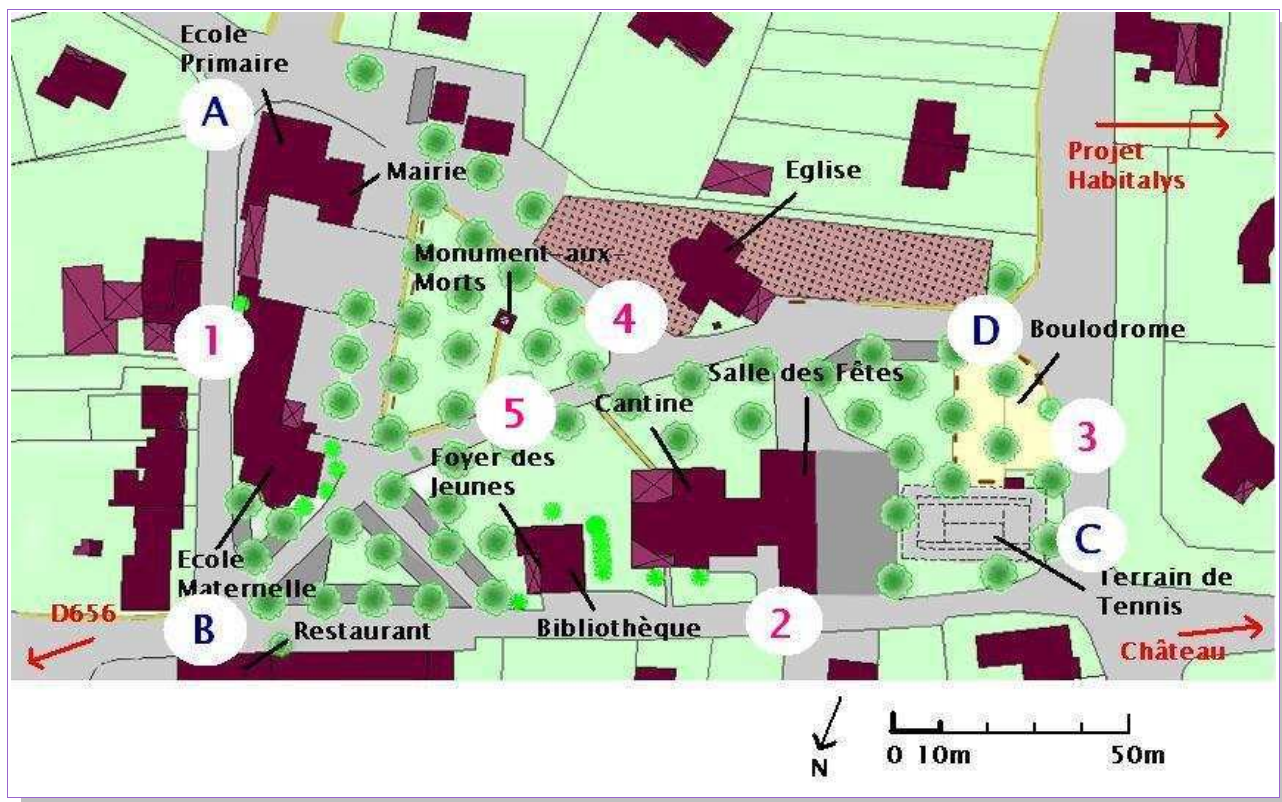 Ecole
Primaire
A
Mairie
Eglise
Projet
Habitalys
Monument-aux-
Morts
1
4
D
Boulodrome
Salle des Fêtes
5
Cantine
3
Foyer des
Jeunes
C
Ecole
Maternelle
Terrain de
Tennis
D656
B
Restaurant
Bibliothèque
2
Château
N
0 10m 50m